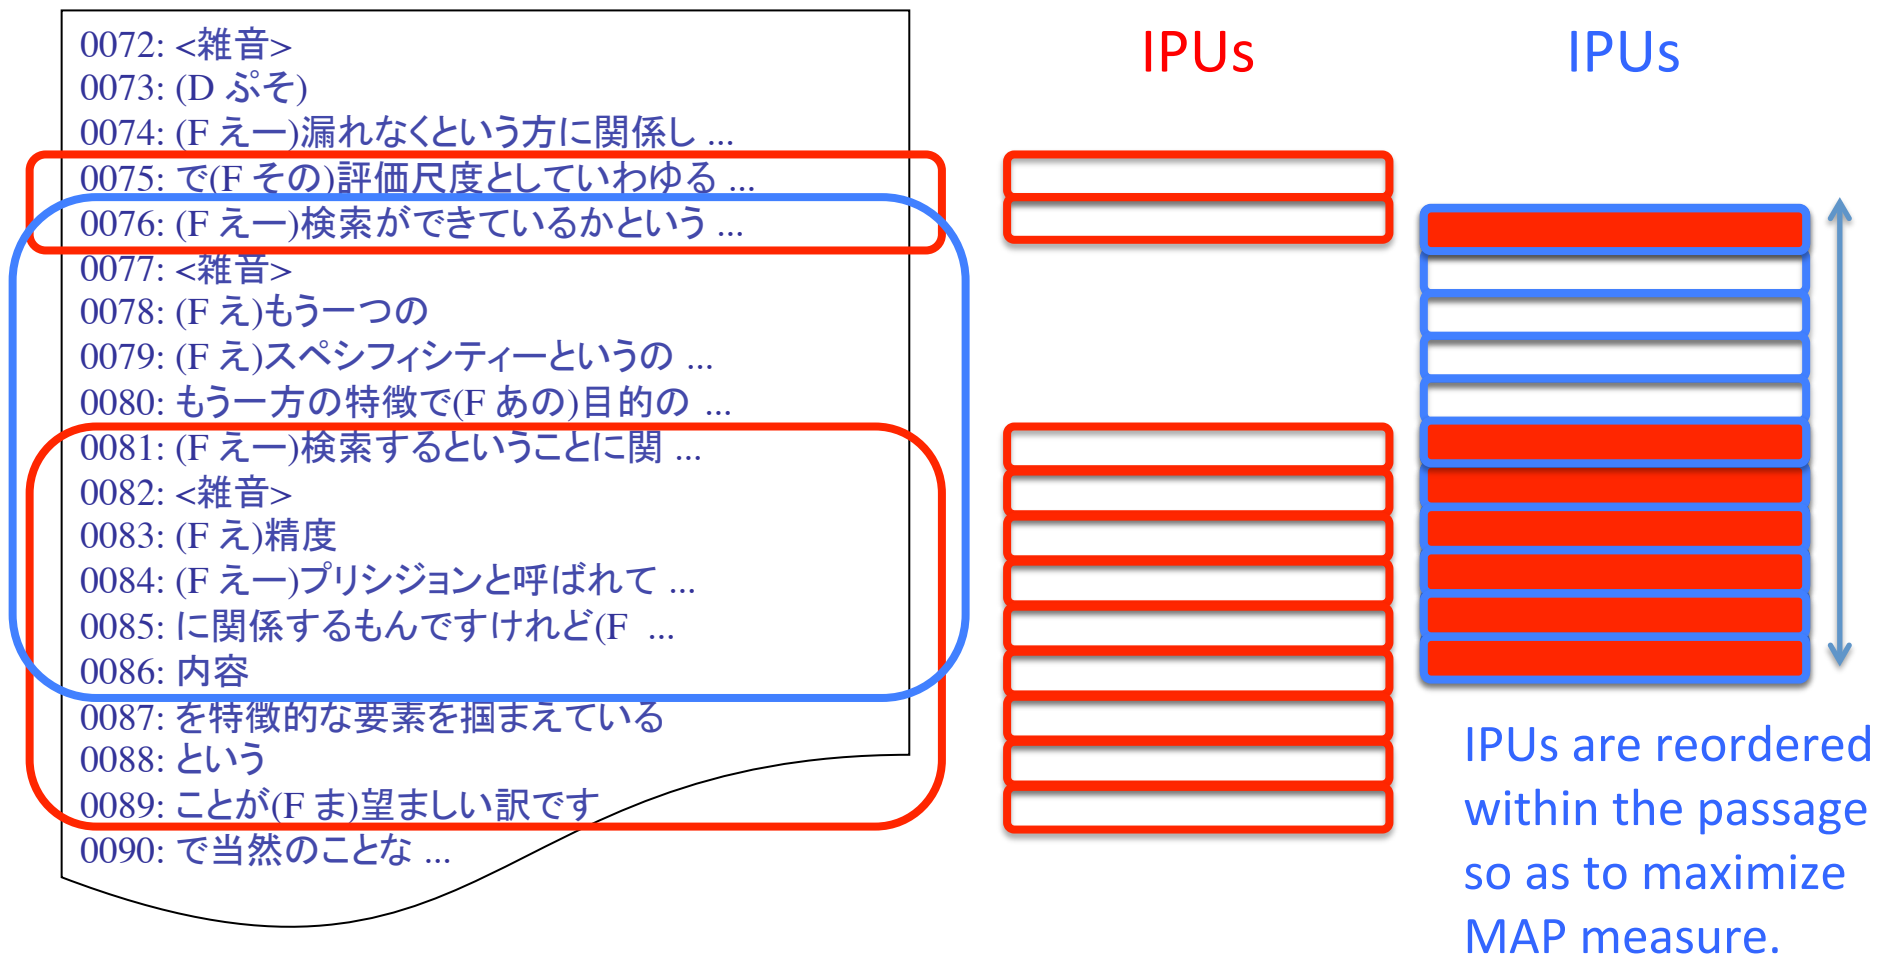 0072: <雑音>
0073: (D ぷそ)
0074: (F えー)漏れなくという方に関係し ...
0075: で(F その)評価尺度としていわゆる ...
0076: (F えー)検索ができているかという ...
0077: <雑音>
0078: (F え)もう一つの
0079: (F え)スペシフィシティーというの ...
0080: もう一方の特徴で(F あの)目的の ...
0081: (F えー)検索するということに関 ...
0082: <雑音>
0083: (F え)精度
0084: (F えー)プリシジョンと呼ばれて ...
0085: に関係するもんですけれど(F ...
0086: 内容
0087: を特徴的な要素を掴まえている
0088: という
0089: ことが(F ま)望ましい訳です
0090: で当然のことな ...
IPUs
IPUs
IPUs are reordered
within the passage
so as to maximize
MAP measure.